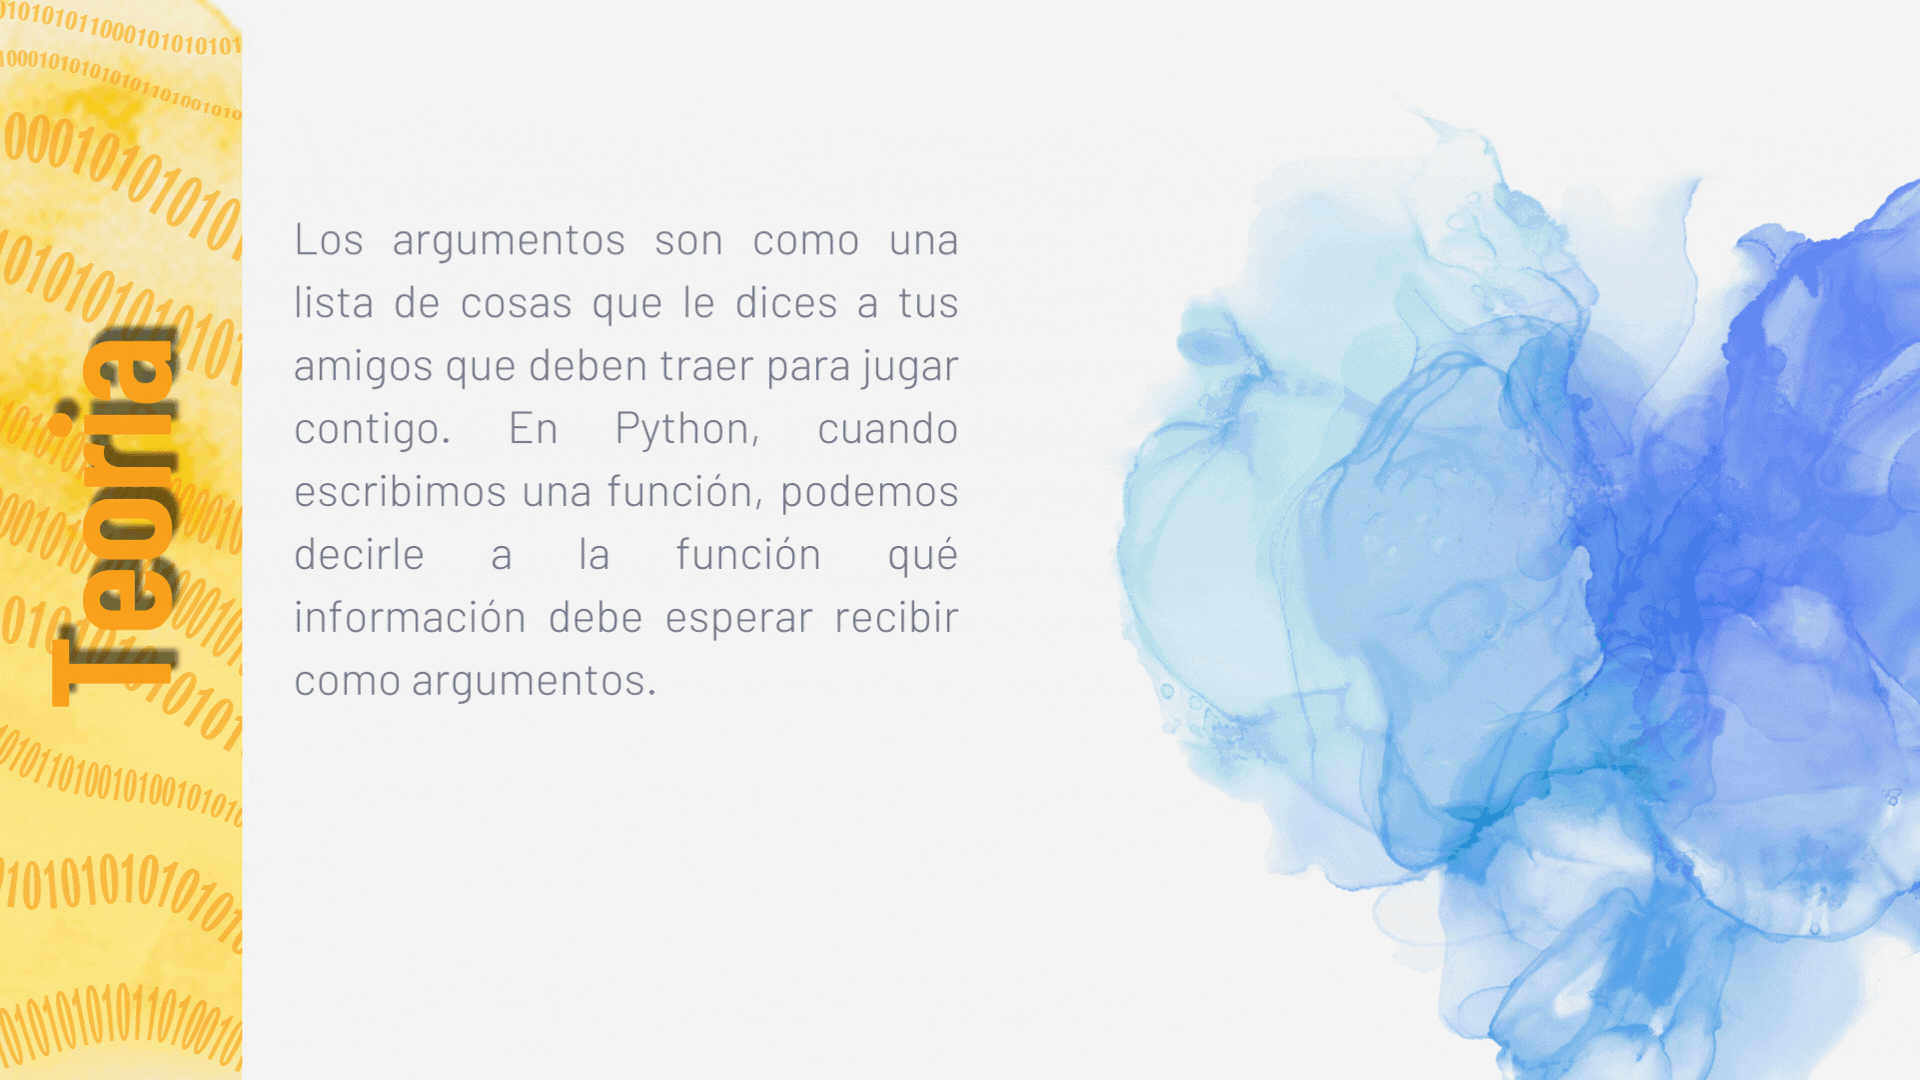 Teoria
Los argumentos son como una
lista de cosas que le dices a tus
amigos que deben traer para jugar
contigo. En Python, cuando
escribimos una función, podemos
decirle a la función qué
información debe esperar recibir
como argumentos.